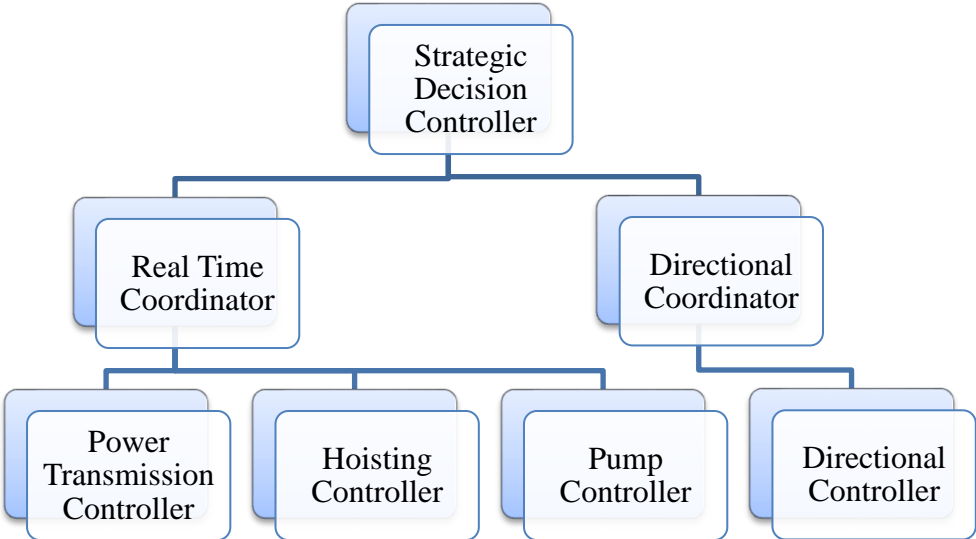 Strategic
Decision
Controller
Real Time
Coordinator
Directional
Coordinator
Power
Transmission
Controller
Hoisting
Controller
Pump
Controller
Directional
Controller